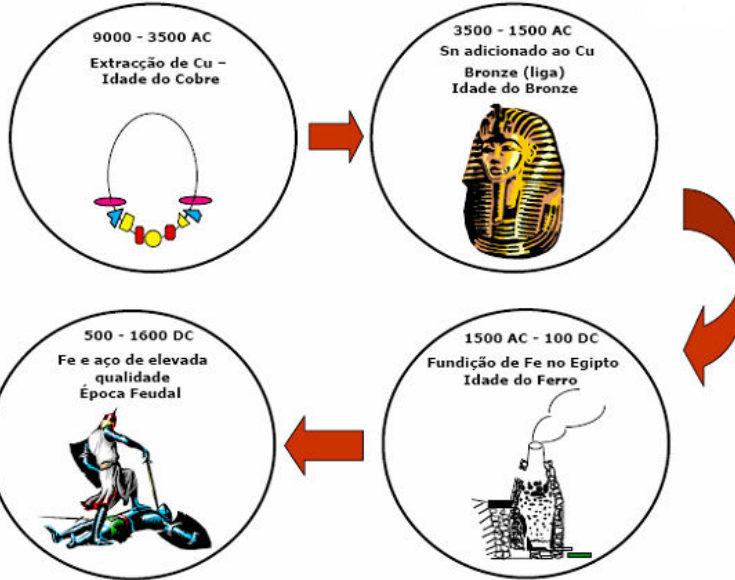 9000 - 3500 AC
Extracção de Cu –
Idade do Cobre
3500 - 1500 AC
Sn adicionado ao Cu
Bronze (liga)
Idade do Bronze
1500 AC - 100 DC
Fundição de Fe no Egipto
Idade do Ferro
500 - 1600 DC
Fe e aço de elevada
qualidade
Época Feudal